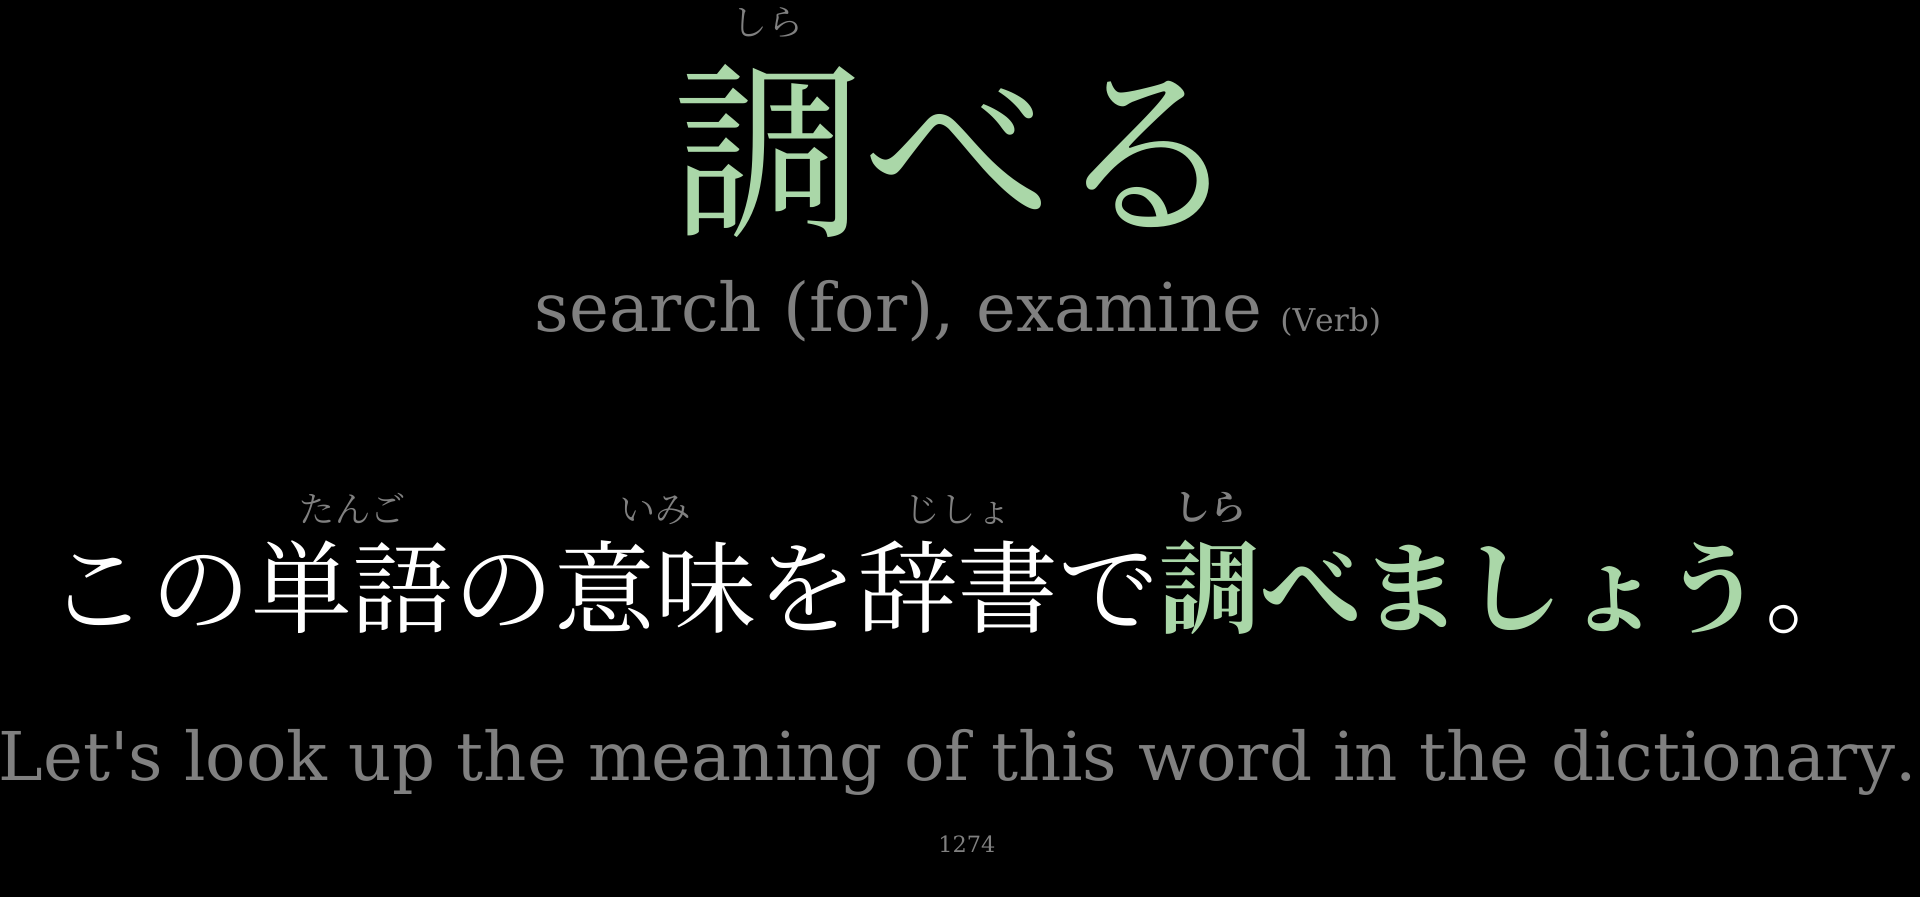 しら
調べる
search (for), examine (Verb)
たんご いみ じしょ しら
この単語の意味を辞書で調べましょう。
Let's look up the meaning of this word in the dictionary.
1274